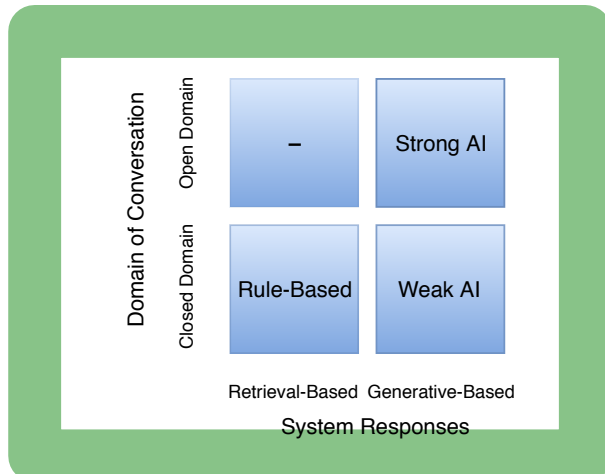 Domain of Conversation
Open Domain
–
Strong AI
Closed Domain
Rule-Based
Weak AI
Retrieval-Based
Generative-Based
System Responses